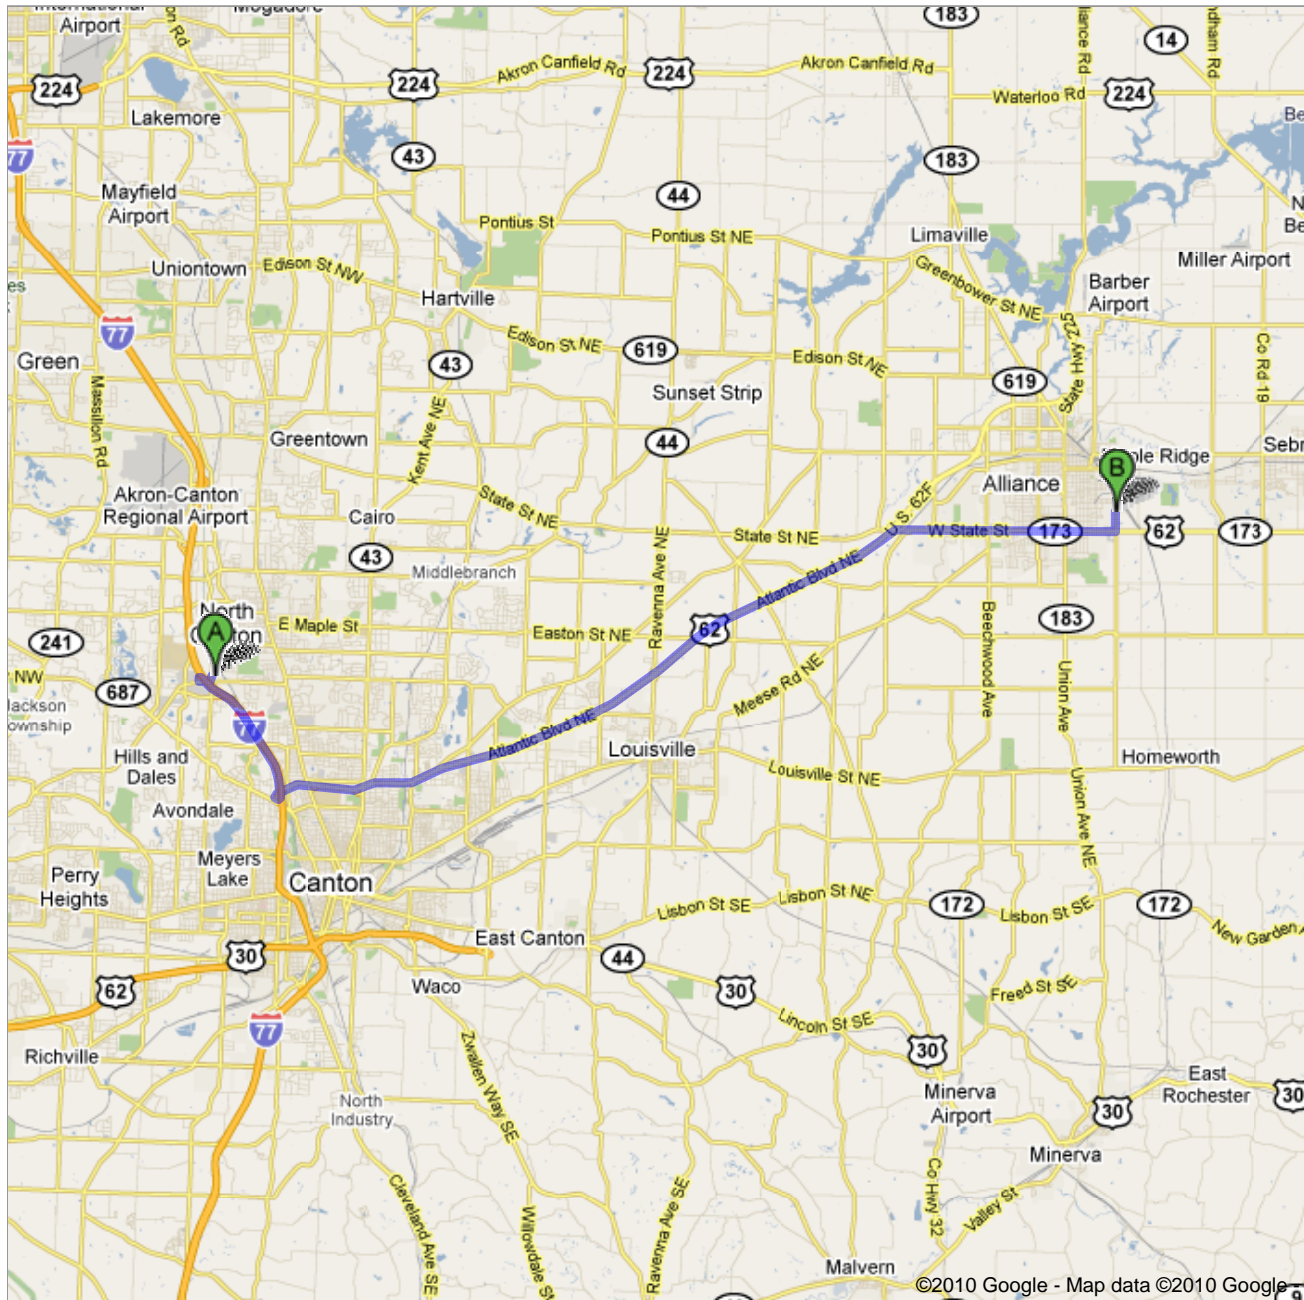 International
Airport
Mogadore
183
14
224
224
224
Akron Canfield Rd
Akron Canfield Rd
Waterloo Rd
224
Lakemore
77
43
183
Mayfield
Airport
44
Pontius St
Pontius St NE
Limaville
Miller Airport
Uniontown
Edison St NW
Hartville
Greenbower St NE
Barber
Airport
77
Edison St NE
619
Edison St NE
State Hwy 225
Co Rd 19
Green
43
Massillon Rd
Sunset Strip
619
Kent Ave NE
Greentown
44
B
Alliance
Akron-Canton
Regional Airport
Cairo
State St NE
U.S. 62F
State St NE
W State St
173
62
173
43
Middlebranch
Ravenna Ave NE
Atlantic Blvd NE
North
A
241
E Maple St
Easton St NE
62
183
Beechwood Ave
NW
687
Meese Rd NE
Union Ave
77
Atlantic Blvd NE
Louisville
Hills and
Dales
Louisville St NE
Homeworth
Avondale
Union Ave NE
Meyers
Lake
Perry
Heights
Canton
Lisbon St SE
Lisbon St NE
172
Lisbon St SE
172
New Garden
30
East Canton
44
62
Waco
30
Freed St SE
77
Lincoln St SE
Richville
30
Zwallen Way SE
East
Rochester
30
North
Industry
Minerva
Airport
30
Minerva
Cleveland Ave SE
Willowdale St
Ravenna Ave SE
Co Hwy 32
Valley St
Malvern
©2010 Google - Map data ©2010 Google